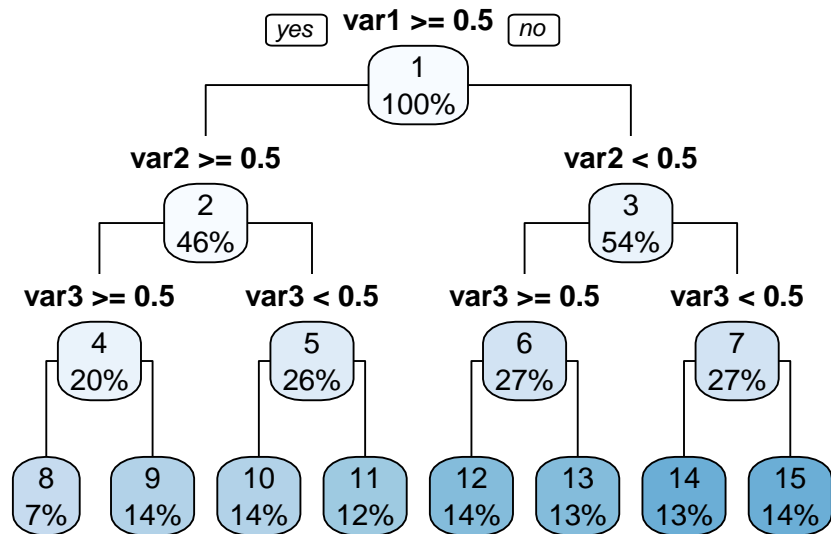 yes var1 >= 0.5 no
1
100%
var2 >= 0.5 var2 < 0.5
2 3
46% 54%
var3 >= 0.5 var3 < 0.5 var3 >= 0.5 var3 < 0.5
4 5 6 7
20% 26% 27% 27%
8 9 10 11 12 13 14 15
7% 14% 14% 12% 14% 13% 13% 14%